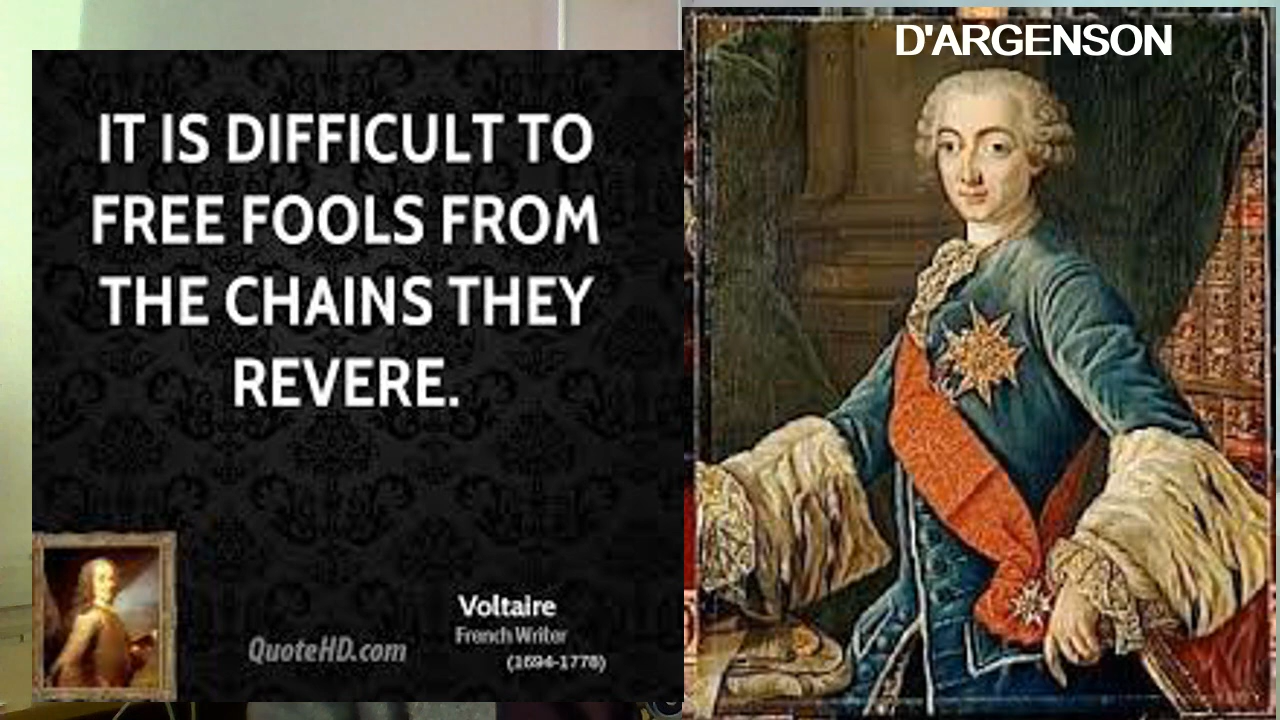 IT IS DIFFICULT TO
FREE FOOLS FROM
THE CHAINS THEY
REVERE.
Voltaire
French Writer
(1694-1778)
QuoteHD.com
D'ARGENSON